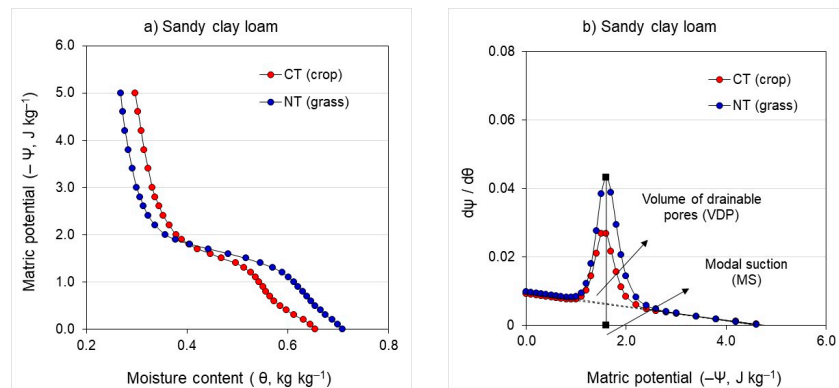 a) Sandy clay loam
Matric potential (– Ψ, J kg⁻¹)
6.0
5.0
4.0
3.0
2.0
1.0
0.0
CT (crop)
NT (grass)
0.2
0.4
0.6
0.8
Moisture content ( θ, kg kg⁻¹)
b) Sandy clay loam
dψ / dθ
0.08
0.06
0.04
0.02
0
CT (crop)
NT (grass)
Volume of drainable
pores (VDP)
Modal suction
(MS)
0.0
2.0
4.0
6.0
Matric potential (–Ψ, J kg⁻¹)